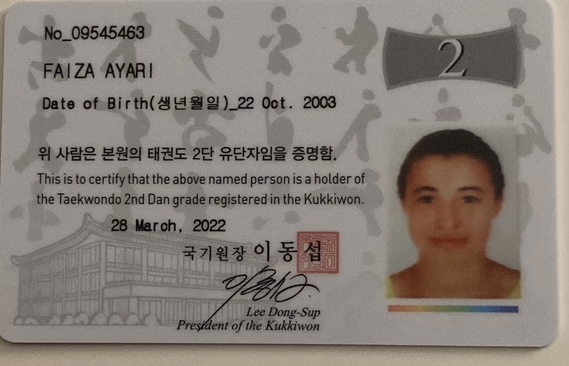 No_09545463
2
FAIZA AYARI
Date of Birth(생년월일)_22 Oct. 2003
위 사람은 본원의 태권도 2단 유단자임을 증명함.
This is to certify that the above named person is a holder of
the Taekwondo 2nd Dan grade registered in the Kukkiwon.
28 March, 2022
국기원장 이동섭
Lee Dong-Sup
President of the Kukkiwon